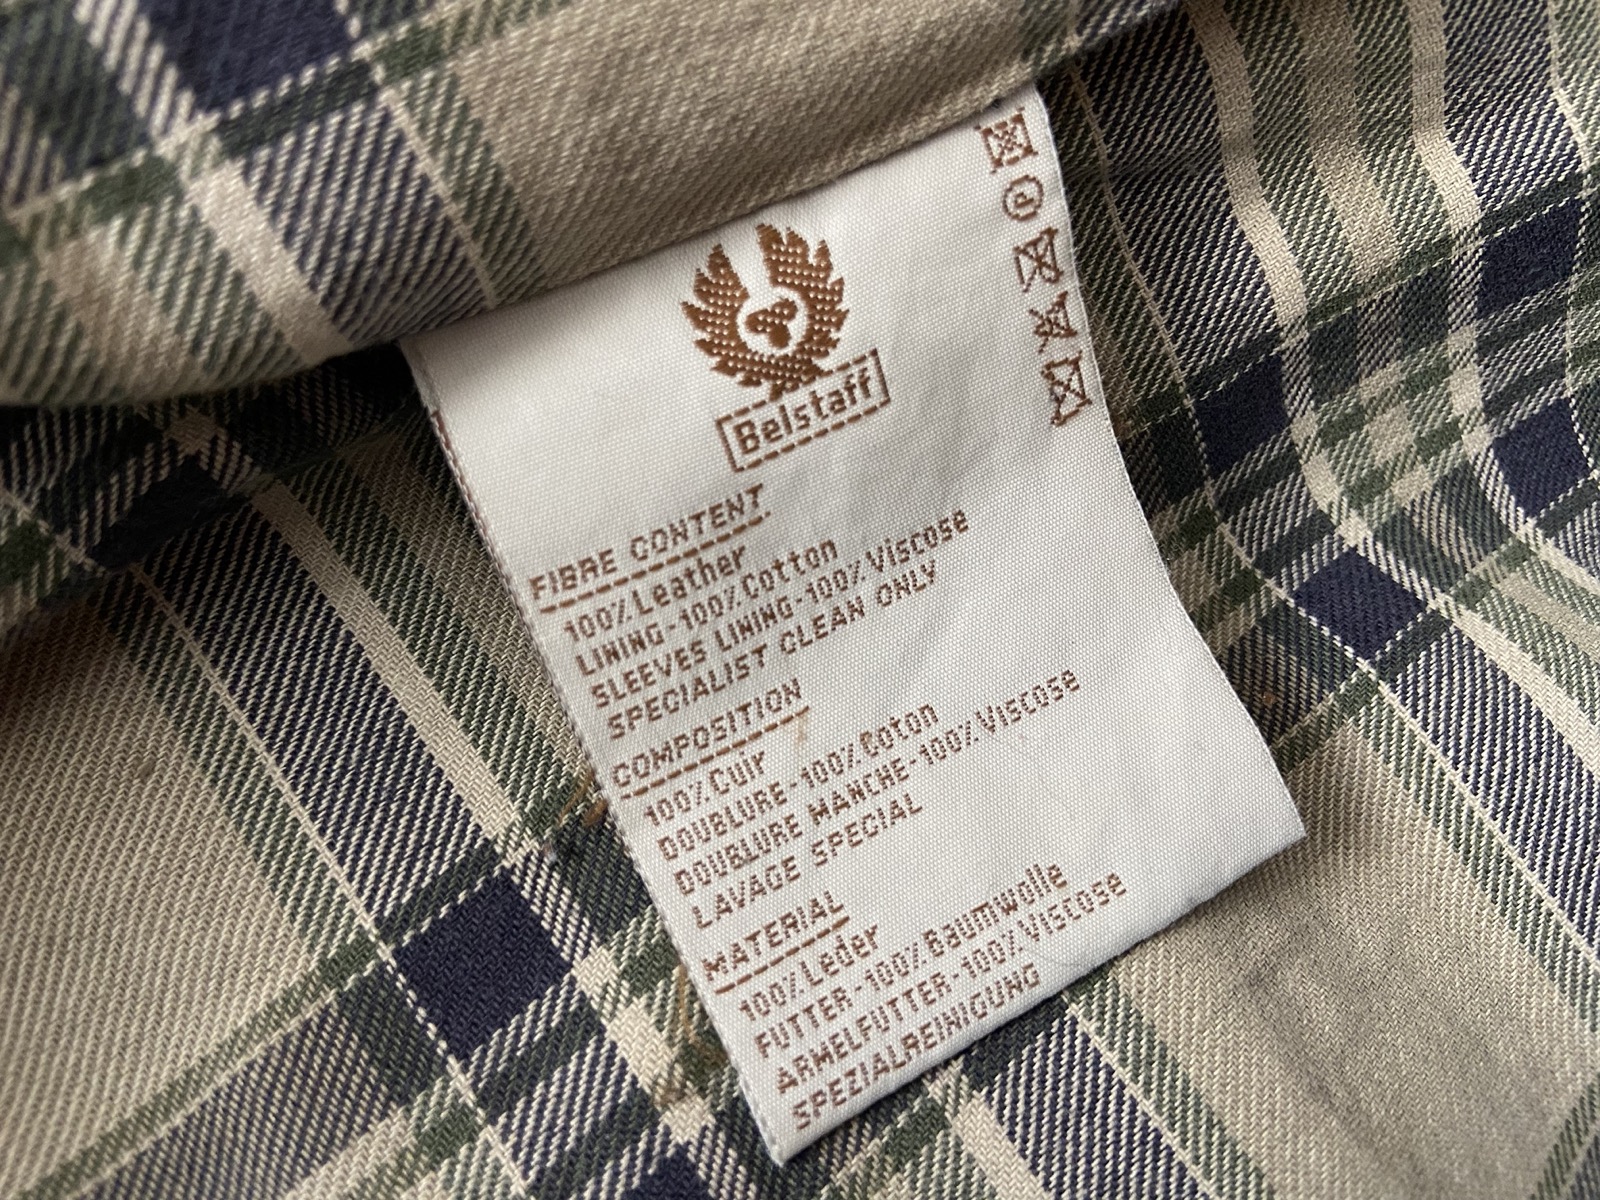 Belstaff
FIBRE CONTENT
100% Leather
LINING-100% Cotton
SLEEVES LINING-100% Viscose
SPECIALIST CLEAN ONLY
COMPOSITION
100% Cuir
DOUBLURE-100% Coton
DOUBLURE MANCHE-100% Viscose
LAVAGE SPECIAL
MATERIAL
100% Leder
FUTTER-100% Baumwolle
ARMELFUTTER-100% Viscose
SPEZIALREINIGUNG
P